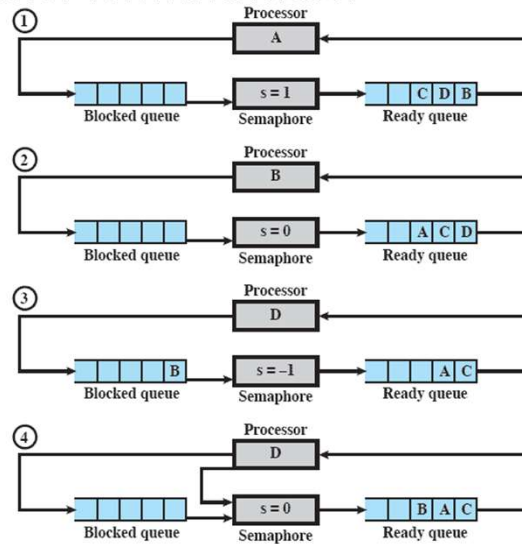 1
Processor
A
s = 1
C D B
Blocked queue
Semaphore
Ready queue
2
Processor
B
s = 0
A C D
Blocked queue
Semaphore
Ready queue
3
Processor
D
B
s = –1
A C
Blocked queue
Semaphore
Ready queue
4
Processor
D
s = 0
B A C
Blocked queue
Semaphore
Ready queue